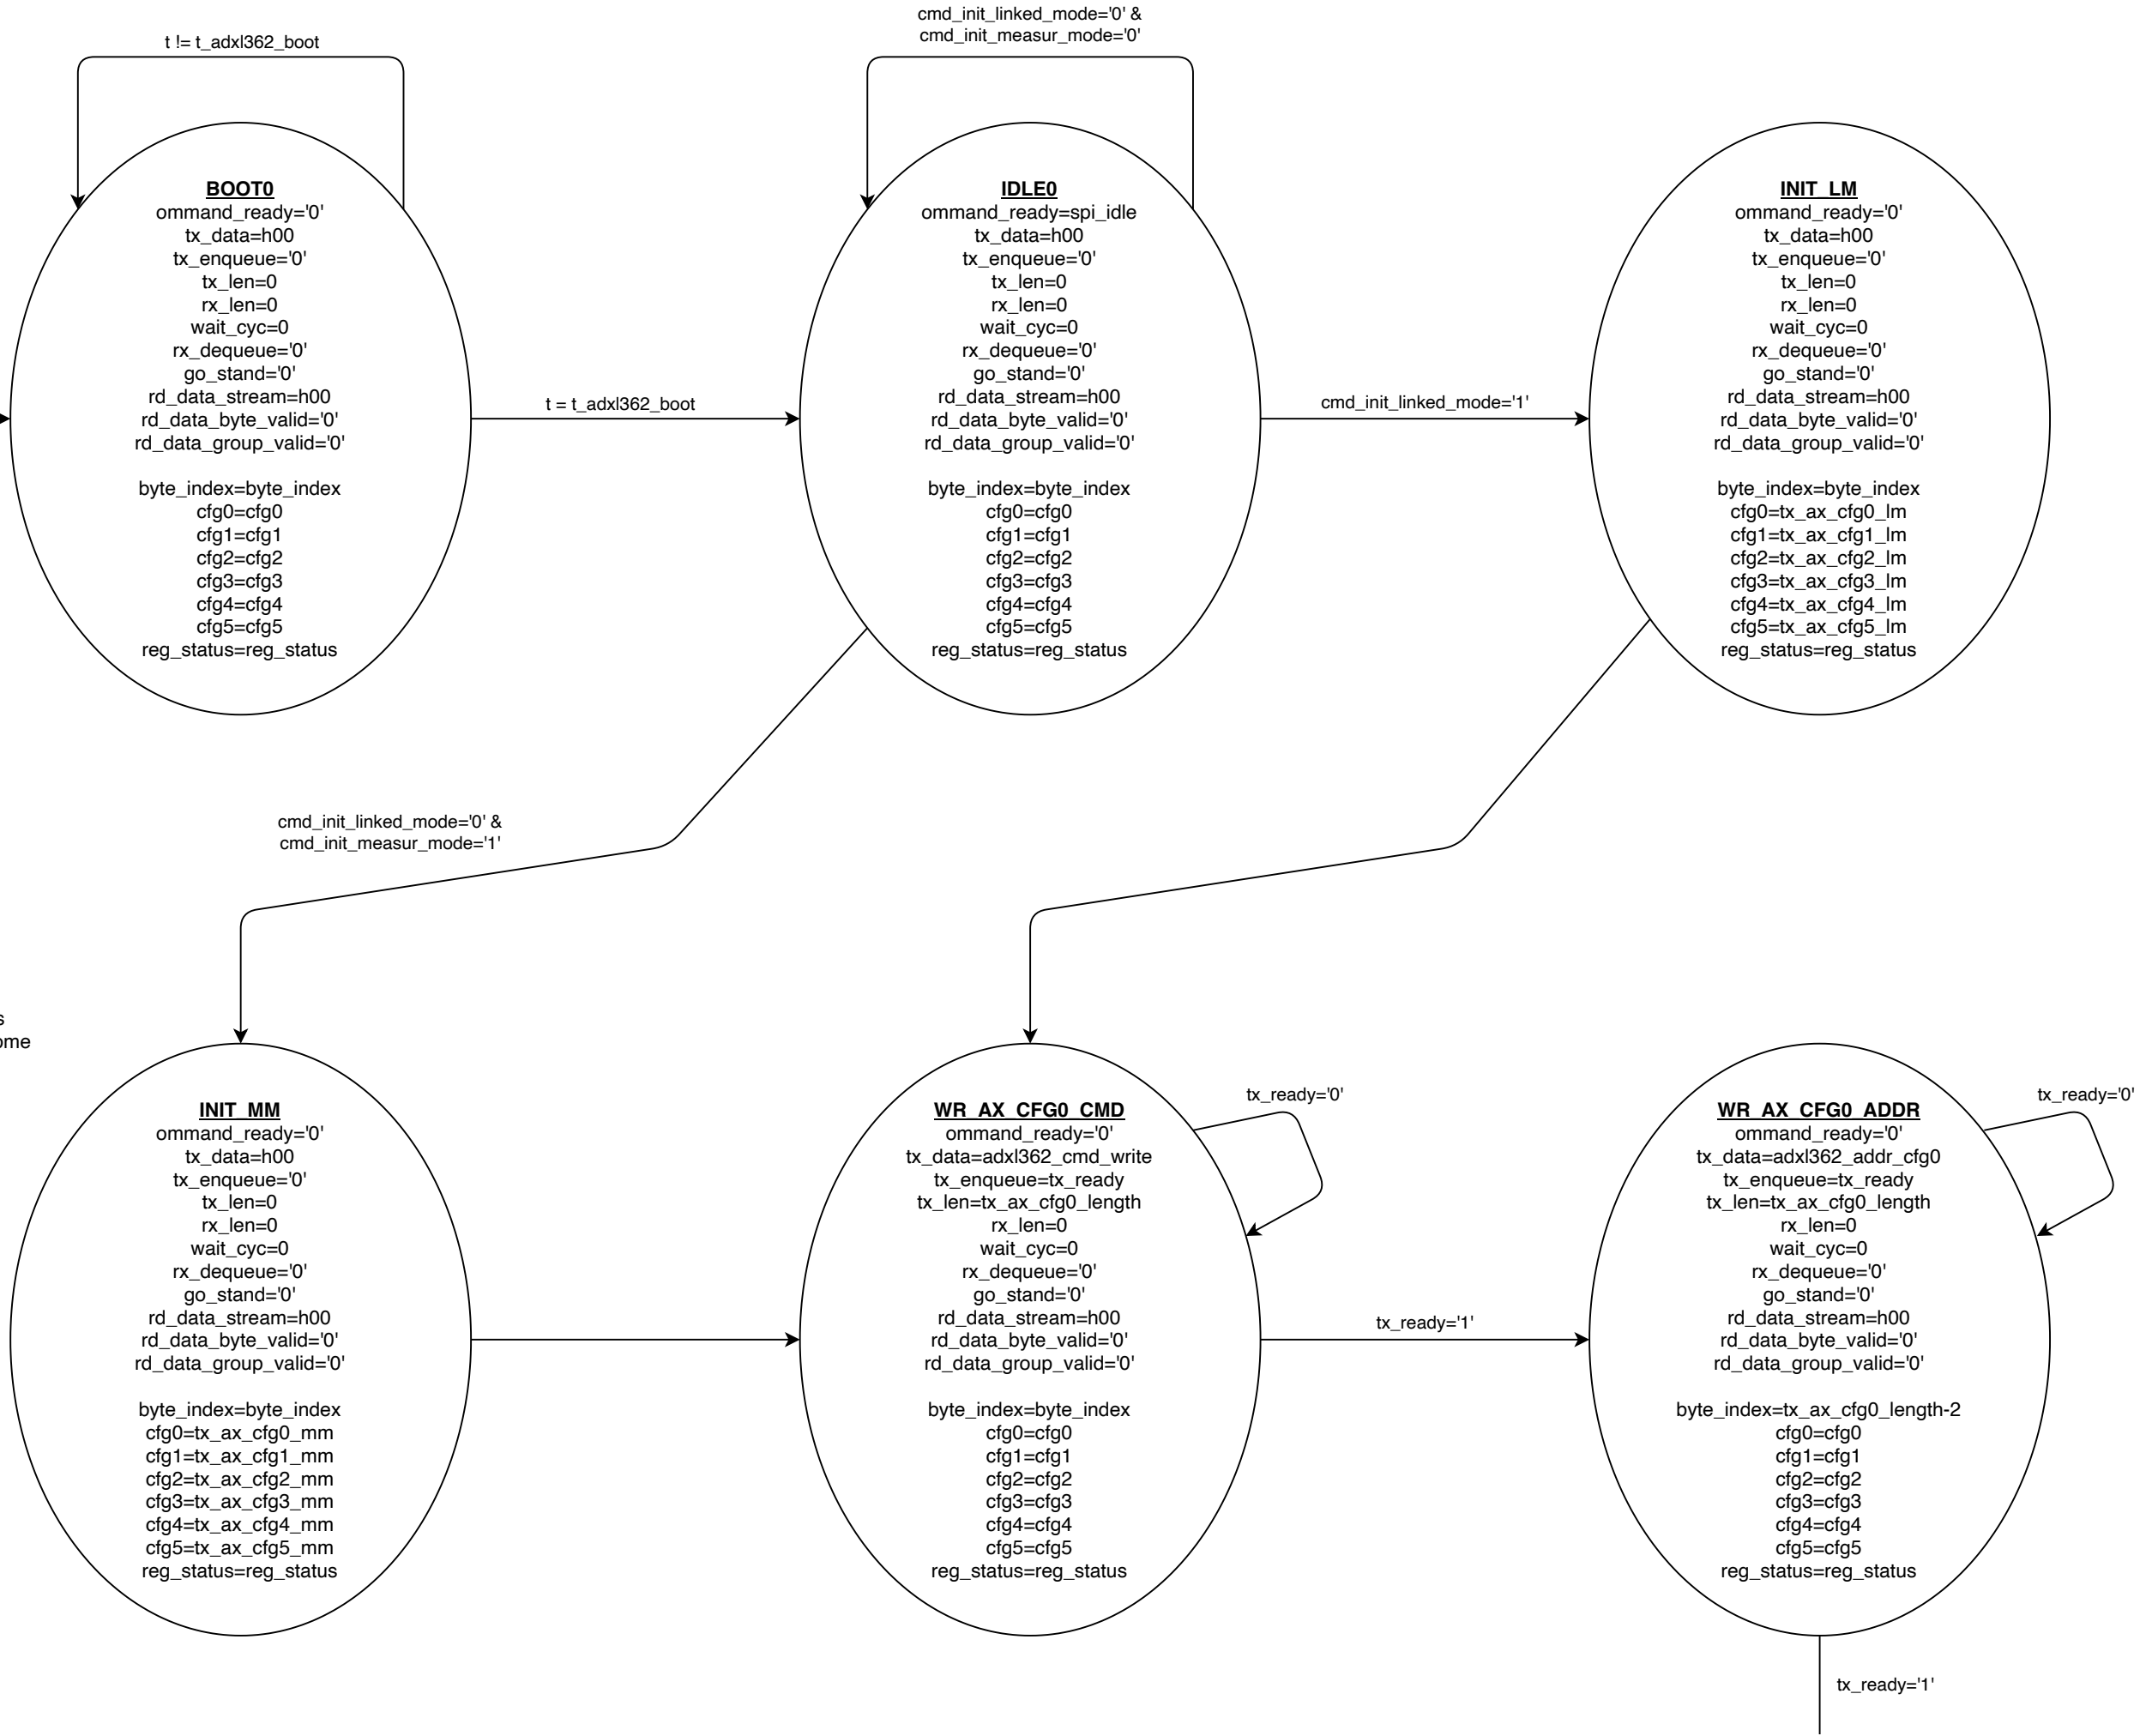 t != t_adxl362_boot
cmd_init_linked_mode='0' &
cmd_init_measur_mode='0'
BOOT0
ommand_ready='0'
tx_data=h00
tx_enqueue='0'
tx_len=0
rx_len=0
wait_cyc=0
rx_dequeue='0'
go_stand='0'
rd_data_stream=h00
rd_data_byte_valid='0'
rd_data_group_valid='0'
byte_index=byte_index
cfg0=cfg0
cfg1=cfg1
cfg2=cfg2
cfg3=cfg3
cfg4=cfg4
cfg5=cfg5
reg_status=reg_status
t = t_adxl362_boot
IDLE0
ommand_ready=spi_idle
tx_data=h00
tx_enqueue='0'
tx_len=0
rx_len=0
wait_cyc=0
rx_dequeue='0'
go_stand='0'
rd_data_stream=h00
rd_data_byte_valid='0'
rd_data_group_valid='0'
byte_index=byte_index
cfg0=cfg0
cfg1=cfg1
cfg2=cfg2
cfg3=cfg3
cfg4=cfg4
cfg5=cfg5
reg_status=reg_status
cmd_init_linked_mode='1'
INIT_LM
ommand_ready='0'
tx_data=h00
tx_enqueue='0'
tx_len=0
rx_len=0
wait_cyc=0
rx_dequeue='0'
go_stand='0'
rd_data_stream=h00
rd_data_byte_valid='0'
rd_data_group_valid='0'
byte_index=byte_index
cfg0=tx_ax_cfg0_lm
cfg1=tx_ax_cfg1_lm
cfg2=tx_ax_cfg2_lm
cfg3=tx_ax_cfg3_lm
cfg4=tx_ax_cfg4_lm
cfg5=tx_ax_cfg5_lm
reg_status=reg_status
cmd_init_linked_mode='0' &
cmd_init_measur_mode='1'
s
ome
INIT_MM
ommand_ready='0'
tx_data=h00
tx_enqueue='0'
tx_len=0
rx_len=0
wait_cyc=0
rx_dequeue='0'
go_stand='0'
rd_data_stream=h00
rd_data_byte_valid='0'
rd_data_group_valid='0'
byte_index=byte_index
cfg0=tx_ax_cfg0_mm
cfg1=tx_ax_cfg1_mm
cfg2=tx_ax_cfg2_mm
cfg3=tx_ax_cfg3_mm
cfg4=tx_ax_cfg4_mm
cfg5=tx_ax_cfg5_mm
reg_status=reg_status
WR_AX_CFG0_CMD
ommand_ready='0'
tx_data=adxl362_cmd_write
tx_enqueue=tx_ready
tx_len=tx_ax_cfg0_length
rx_len=0
wait_cyc=0
rx_dequeue='0'
go_stand='0'
rd_data_stream=h00
rd_data_byte_valid='0'
rd_data_group_valid='0'
byte_index=byte_index
cfg0=cfg0
cfg1=cfg1
cfg2=cfg2
cfg3=cfg3
cfg4=cfg4
cfg5=cfg5
reg_status=reg_status
tx_ready='0'
tx_ready='1'
WR_AX_CFG0_ADDR
ommand_ready='0'
tx_data=adxl362_addr_cfg0
tx_enqueue=tx_ready
tx_len=tx_ax_cfg0_length
rx_len=0
wait_cyc=0
rx_dequeue='0'
go_stand='0'
rd_data_stream=h00
rd_data_byte_valid='0'
rd_data_group_valid='0'
byte_index=tx_ax_cfg0_length-2
cfg0=cfg0
cfg1=cfg1
cfg2=cfg2
cfg3=cfg3
cfg4=cfg4
cfg5=cfg5
reg_status=reg_status
tx_ready='0'
tx_ready='1'